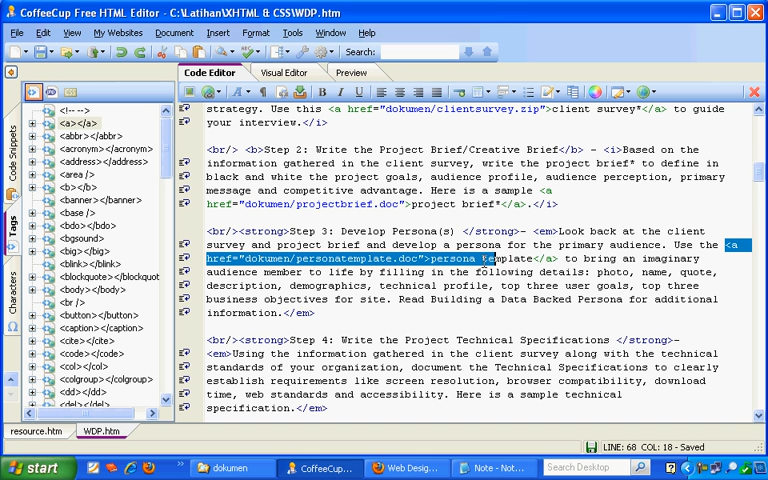 CoffeeCup Free HTML Editor - C:\Latihan\XHTML & CSS\WDP.htm
File Edit View My Websites Document Insert Format Tools Window Help
Search:
Code Editor Visual Editor Preview
Code Snippets
Tags
Characters
<!-- -->
<a></a>
<abbr></abbr>
<acronym></acronym>
<address></address>
<area />
<b></b>
<banner></banner>
<base />
<bdo></bdo>
<bgsound>
<big></big>
<blink></blink>
<blockquote></blockquot
<body></body>
<br />
<button></button>
<caption></caption>
<cite></cite>
<code></code>
<col></col>
<colgroup></colgroup>
<dd></dd>
<del></del>
strategy. Use this <a href="dokumen/clientsurvey.zip">client survey*</a> to guide
your interview.</i>
<br/> <b>Step 2: Write the Project Brief/Creative Brief</b> - <i>Based on the
information gathered in the client survey, write the project brief* to define in
black and white the project goals, audience profile, audience perception, primary
message and competitive advantage. Here is a sample <a
href="dokumen/projectbrief.doc">project brief*</a>.</i>
<br/><strong>Step 3: Develop Persona(s) </strong>- <em>Look back at the client
survey and project brief and develop a persona for the primary audience. Use the <a
href="dokumen/personatemplate.doc">persona template</a> to bring an imaginary
audience member to life by filling in the following details: photo, name, quote,
description, demographics, technical profile, top three user goals, top three
business objectives for site. Read Building a Data Backed Persona for additional
information.</em>
<br/><strong>Step 4: Write the Project Technical Specifications </strong>-
<em>Using the information gathered in the client survey along with the technical
standards of your organization, document the Technical Specifications to clearly
establish requirements like screen resolution, browser compatibility, download
time, web standards and accessibility. Here is a sample technical
specification.</em>
resource.htm WDP.htm
LINE: 68 COL: 18 - Saved
start dokumen CoffeeCup... Web Desig... Note - Not... Search Desktop